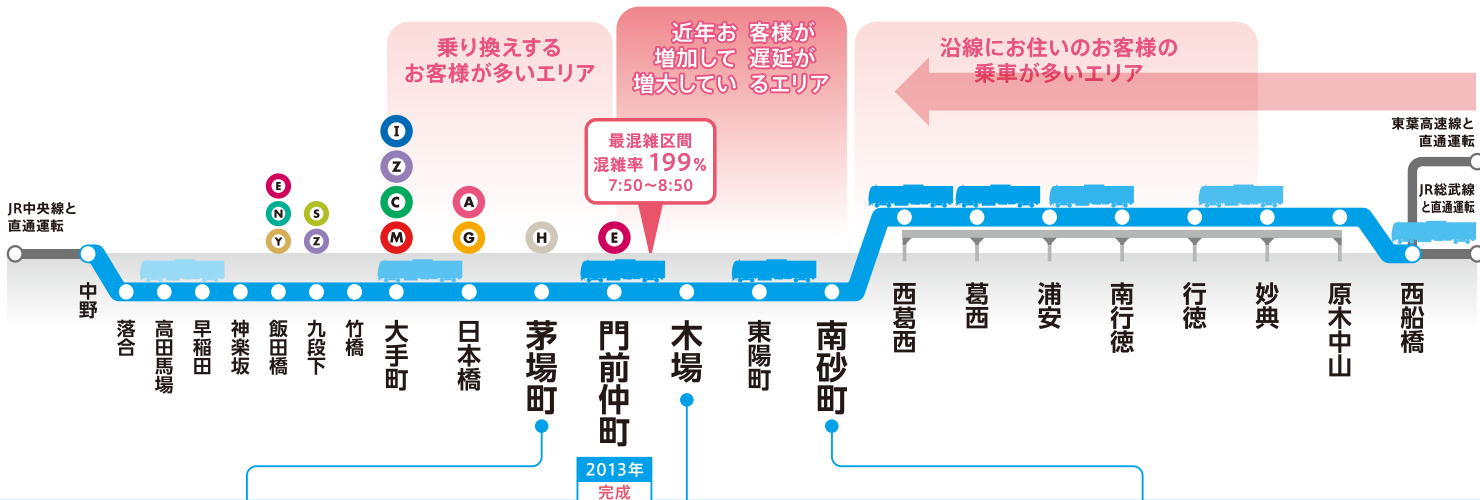 乗り換えする
お客様が多いエリア
近年お 客様が
増加して 遅延が
増大してい るエリア
沿線にお住いのお客様の
乗車が多いエリア
最混雑区間
混雑率 199%
7:50～8:50
東葉高速線と
直通運転
JR総武線
と直通運転
JR中央線と
直通運転
I
Z
C
M
E
N
Y
S
Z
A
G
H
E
中野
落合
高田馬場
早稲田
神楽坂
飯田橋
九段下
竹橋
大手町
日本橋
茅場町
門前仲町
木場
東陽町
南砂町
西葛西
葛西
浦安
南行徳
行徳
妙典
原木中山
西船橋
2013年
完成